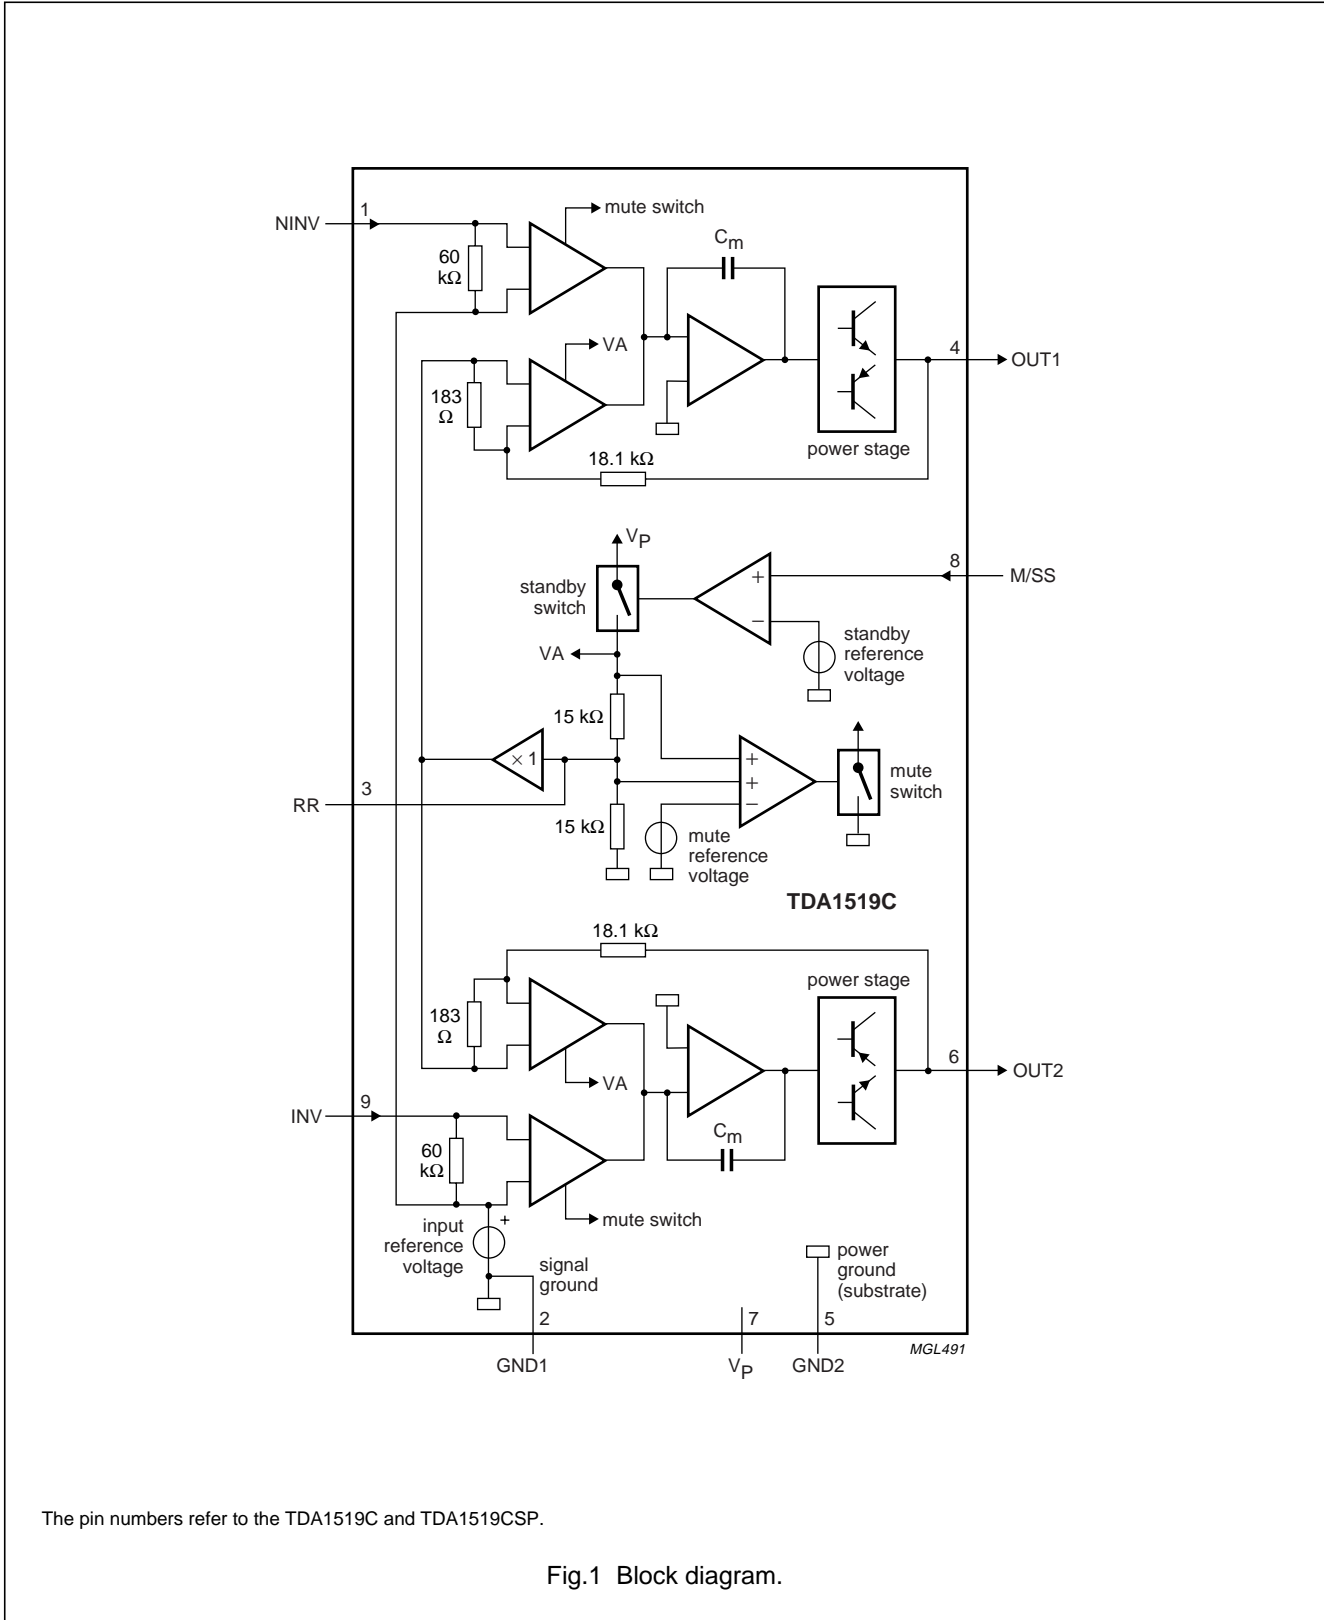 1
NINV
mute switch
60
kΩ
Cm
VA
4
OUT1
183
Ω
power stage
18.1 kΩ
VP
8
M/SS
+
−
standby
switch
standby
reference
voltage
VA
15 kΩ
× 1
+
+
−
mute
switch
3
RR
15 kΩ
mute
reference
voltage
TDA1519C
18.1 kΩ
power stage
183
Ω
6
OUT2
VA
9
INV
Cm
60
kΩ
mute switch
input
reference
voltage
+
signal
ground
power
ground
(substrate)
2
7
5
MGL491
GND1
VP
GND2
The pin numbers refer to the TDA1519C and TDA1519CSP.
Fig.1 Block diagram.